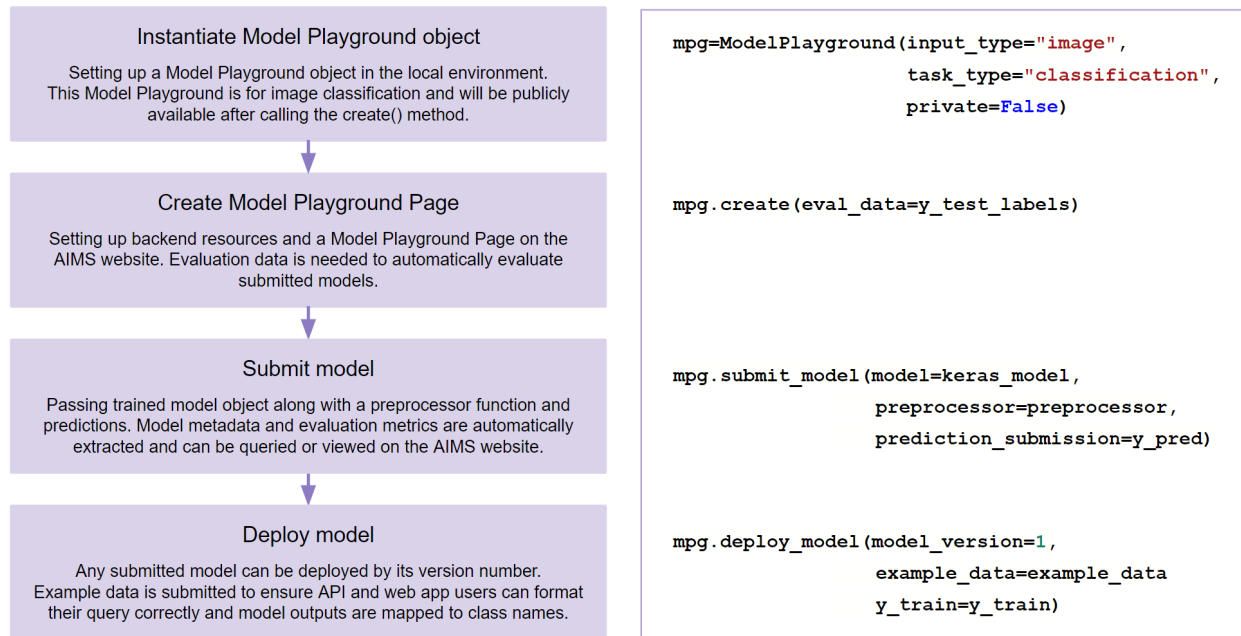 Instantiate Model Playground object
Setting up a Model Playground object in the local environment.
This Model Playground is for image classification and will be publicly
available after calling the create() method.
Create Model Playground Page
Setting up backend resources and a Model Playground Page on the
AIMS website. Evaluation data is needed to automatically evaluate
submitted models.
Submit model
Passing trained model object along with a preprocessor function and
predictions. Model metadata and evaluation metrics are automatically
extracted and can be queried or viewed on the AIMS website.
Deploy model
Any submitted model can be deployed by its version number.
Example data is submitted to ensure API and web app users can format
their query correctly and model outputs are mapped to class names.
mpg=ModelPlayground(input_type="image",
task_type="classification",
private=False)
mpg.create(eval_data=y_test_labels)
mpg.submit_model(model=keras_model,
preprocessor=preprocessor,
prediction_submission=y_pred)
mpg.deploy_model(model_version=1,
example_data=example_data
y_train=y_train)